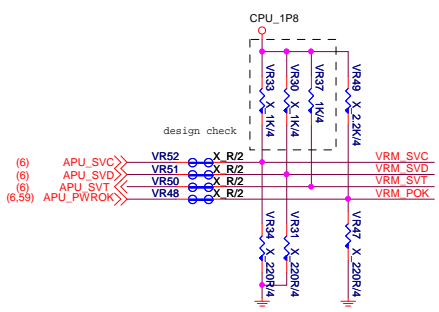 CPU_1P8
VR33 X_1K/4
VR30 X_1K/4
VR37 1K/4
VR49 X_2.2K/4
design check
(6) APU_SVC VR52 X_R/2 VRM_SVC
(6) APU_SVD VR51 X_R/2 VRM_SVD
(6) APU_SVT VR50 X_R/2 VRM_SVT
(6,59) APU_PWROK VR48 X_R/2 VRM_POK
VR34 X_220R/4
VR31 X_220R/4
VR47 X_220R/4